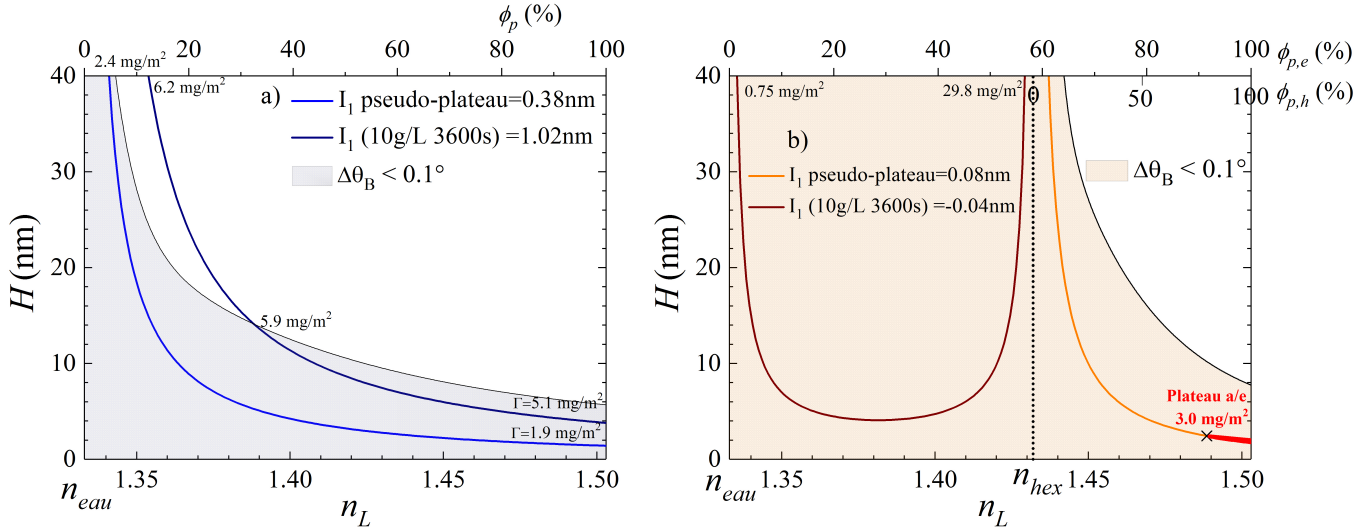 ϕp (%)
0 20 40 60 80 100
2.4 mg/m²
6.2 mg/m²
a)
I₁ pseudo-plateau=0.38nm
I₁ (10g/L 3600s) =1.02nm
ΔθB < 0.1°
5.9 mg/m²
Γ=5.1 mg/m²
Γ=1.9 mg/m²
H (nm)
40
30
20
10
0
1.35 1.40 1.45 1.50
neau
nL
0 20 40 60 80 100 ϕp,e (%)
0 50 100 ϕp,h (%)
0.75 mg/m²
29.8 mg/m²
b)
I₁ pseudo-plateau=0.08nm
I₁ (10g/L 3600s) =-0.04nm
ΔθB < 0.1°
Plateau a/e
3.0 mg/m²
H (nm)
40
30
20
10
0
1.35 1.40 1.45 1.50
neau
nL
nhex